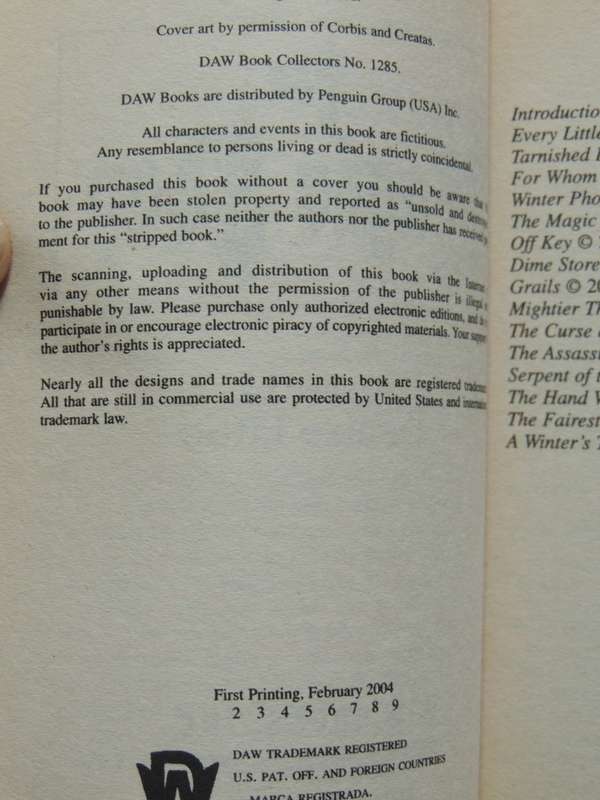 Cover art by permission of Corbis and Creatas.
DAW Book Collectors No. 1285.
DAW Books are distributed by Penguin Group (USA) Inc.
All characters and events in this book are fictitious.
Any resemblance to persons living or dead is strictly coincidental.
If you purchased this book without a cover you should be aware that
book may have been stolen property and reported as "unsold and
to the publisher. In such case neither the authors nor the publisher has received
ment for this "stripped book."
The scanning, uploading and distribution of this book via the Internet
via any other means without the permission of the publisher is illegal
punishable by law. Please purchase only authorized electronic editions, and
participate in or encourage electronic piracy of copyrighted materials. Your support
the author's rights is appreciated.
Nearly all the designs and trade names in this book are registered
All that are still in commercial use are protected by United States and
trademark law.
First Printing, February 2004
2 3 4 5 6 7 8 9
DAW TRADEMARK REGISTERED
U.S. PAT. OFF. AND FOREIGN COUNTRIES
MARCA REGISTRADA.
Introductio
Every Little
Tarnished
For Whom
Winter Pho
The Magic
Off Key ©
Dime Store
Grails © 20
Mightier Th
The Curse
The Assass
Serpent of t
The Hand
The Fairest
A Winter's